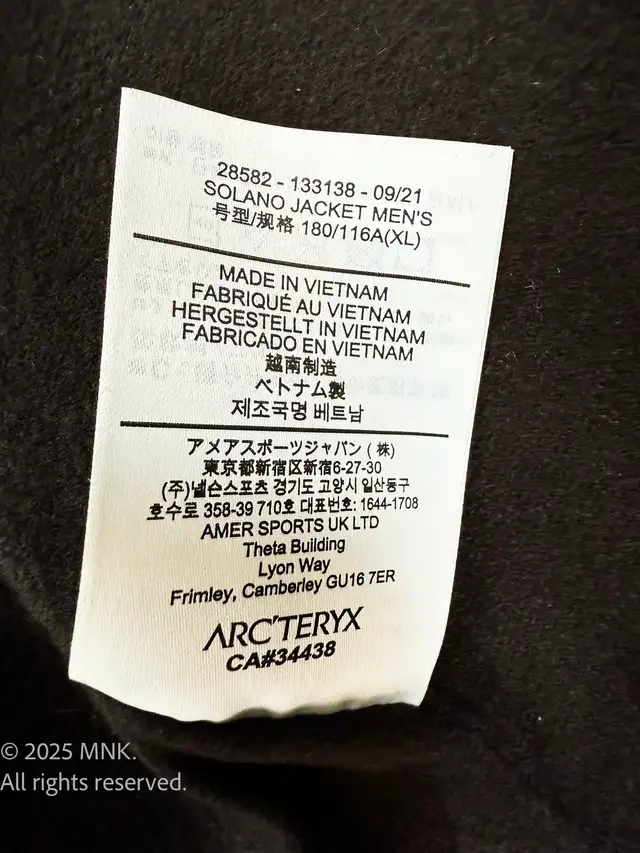 28582 - 133138 - 09/21
SOLANO JACKET MEN'S
号型/规格 180/116A(XL)
MADE IN VIETNAM
FABRIQUÉ AU VIETNAM
HERGESTELLT IN VIETNAM
FABRICADO EN VIETNAM
越南制造
ベトナム製
제조국명 베트남
アメアスポーツジャパン (株)
東京都新宿区新宿6-27-30
(주)넬슨스포츠 경기도 고양시 일산동구
호수로 358-39 710호 대표번호: 1644-1708
AMER SPORTS UK LTD
Theta Building
Lyon Way
Frimley, Camberley GU16 7ER
ARC'TERYX
CA#34438
© 2025 MNK.
All rights reserved.